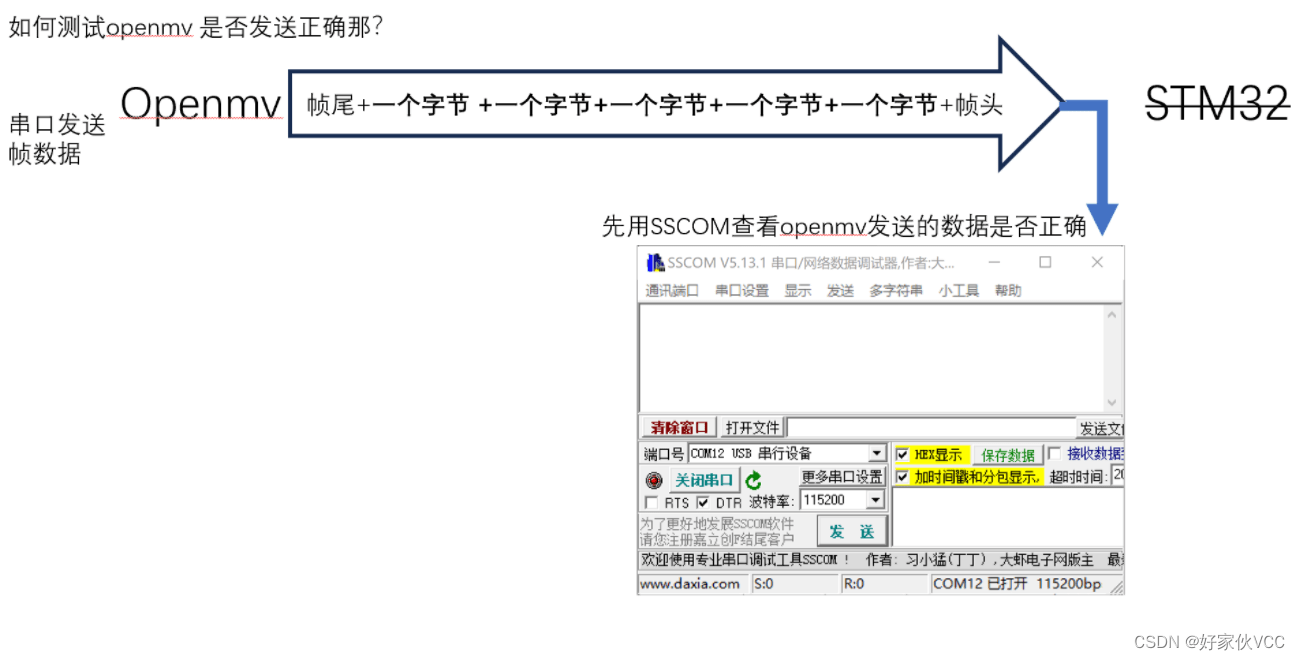 如何测试openmv 是否发送正确那？
串口发送
帧数据
Openmv
帧尾+一个字节 +一个字节+一个字节+一个字节+一个字节+帧头
STM32
先用SSCOM查看openmv发送的数据是否正确
SSCOM V5.13.1 串口/网络数据调试器,作者:大...
通讯端口 串口设置 显示 发送 多字符串 小工具 帮助
清除窗口 打开文件 发送文
端口号 COM12 USB 串行设备 HEX显示 保存数据 接收数据
关闭串口 更多串口设置 加时间戳和分包显示, 超时时间: 20
RTS DTR 波特率: 115200
为了更好地发展SSCOM软件
请您注册嘉立创F结尾客户
发 送
欢迎使用专业串口调试工具SSCOM ！ 作者：习小猛(丁丁),大虾电子网版主 最
www.daxia.com S:0 R:0 COM12 已打开 115200bp
CSDN @好家伙VCC